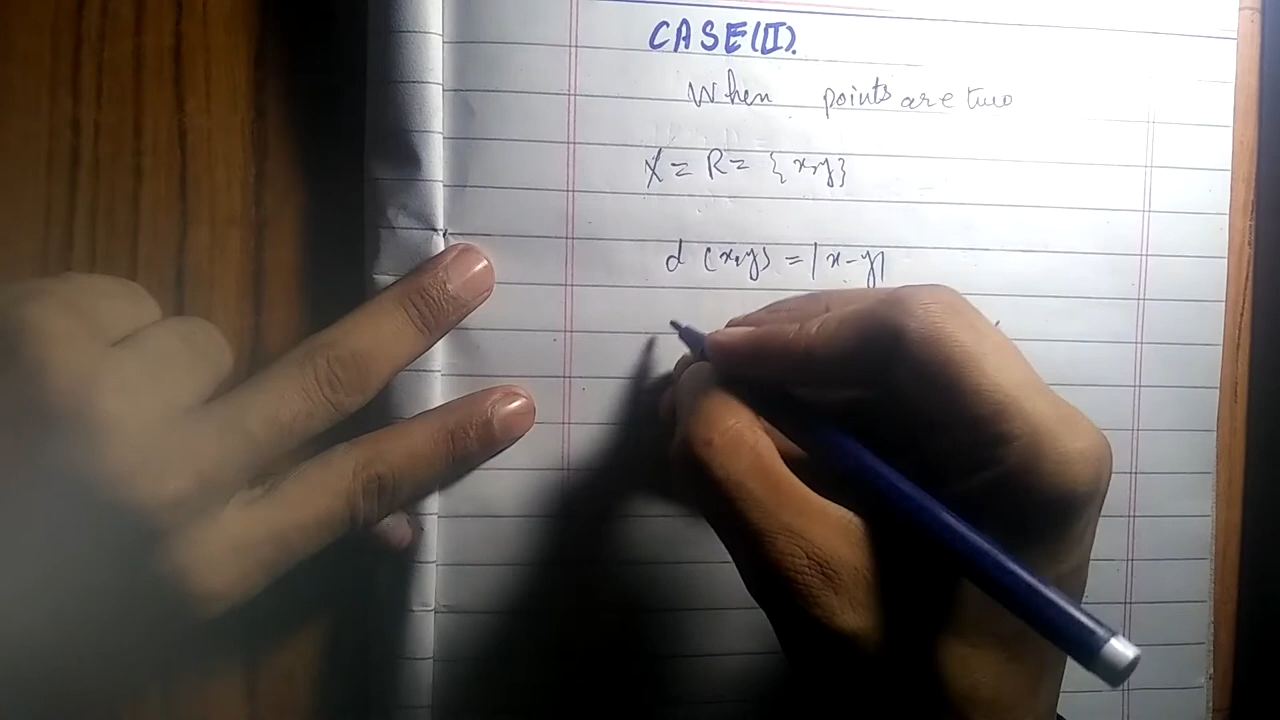 CASE(II).
When points are two
X = R = {x,y}
d (x,y) = |x-y|